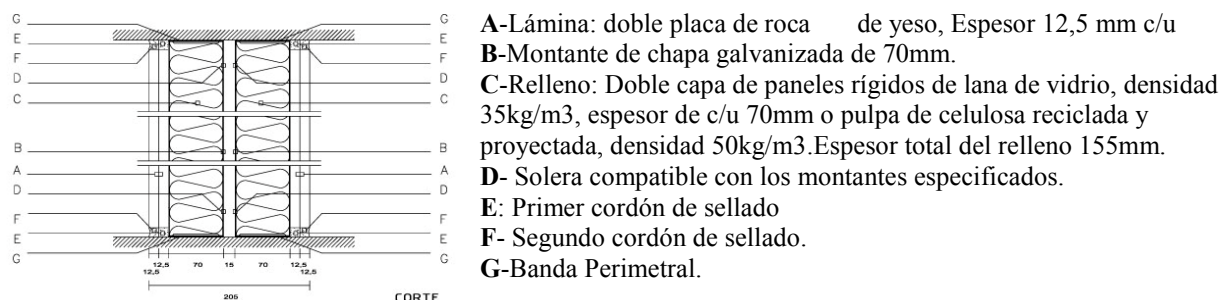 G
E
F
D
C
B
A
D
F
E
G
G
E
F
D
C
B
A
D
F
E
G
12,5 12,5 70 15 70 12,5 12,5
205
CORTE
A-Lámina: doble placa de roca de yeso, Espesor 12,5 mm c/u
B-Montante de chapa galvanizada de 70mm.
C-Relleno: Doble capa de paneles rígidos de lana de vidrio, densidad
35kg/m3, espesor de c/u 70mm o pulpa de celulosa reciclada y
proyectada, densidad 50kg/m3.Espesor total del relleno 155mm.
D- Solera compatible con los montantes especificados.
E: Primer cordón de sellado
F- Segundo cordón de sellado.
G-Banda Perimetral.